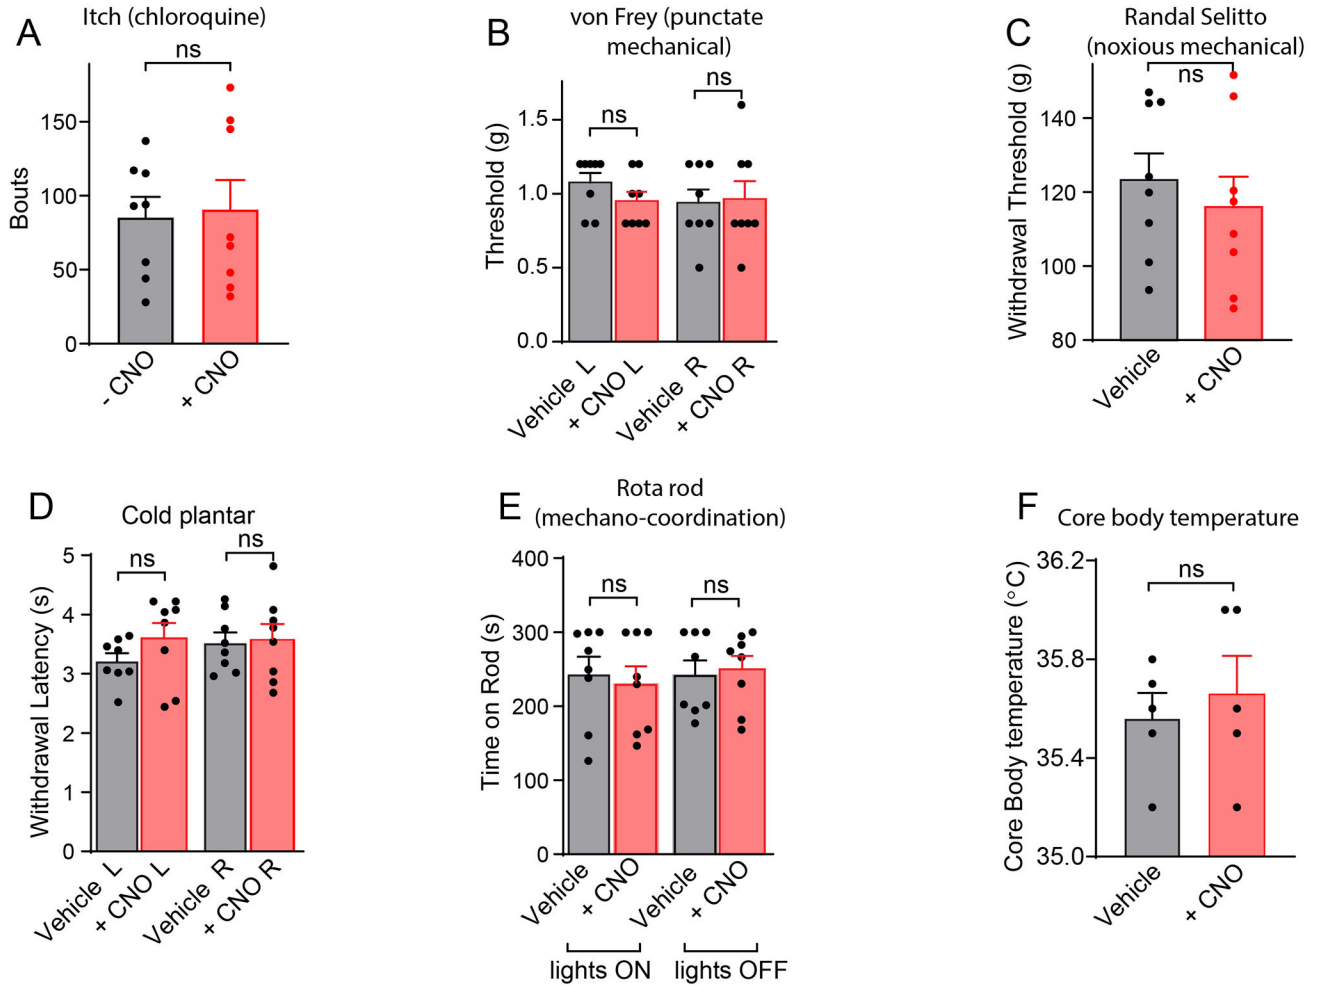 A
Itch (chloroquine)
ns
150
100
50
0
Bouts
- CNO
+ CNO
B
von Frey (punctate
mechanical)
ns
ns
1.5
1.0
0.5
0.0
Threshold (g)
Vehicle L
+ CNO L
Vehicle R
+ CNO R
C
Randal Selitto
(noxious mechanical)
ns
140
120
100
80
Withdrawal Threshold (g)
Vehicle
+ CNO
D
Cold plantar
ns
ns
5
4
3
2
1
0
Withdrawal Latency (s)
Vehicle L
+ CNO L
Vehicle R
+ CNO R
E
Rota rod
(mechano-coordination)
ns
ns
400
300
200
100
0
Time on Rod (s)
Vehicle
+ CNO
Vehicle
+ CNO
lights ON
lights OFF
F
Core body temperature
ns
36.2
35.8
35.4
35.0
Core Body temperature (°C)
Vehicle
+ CNO